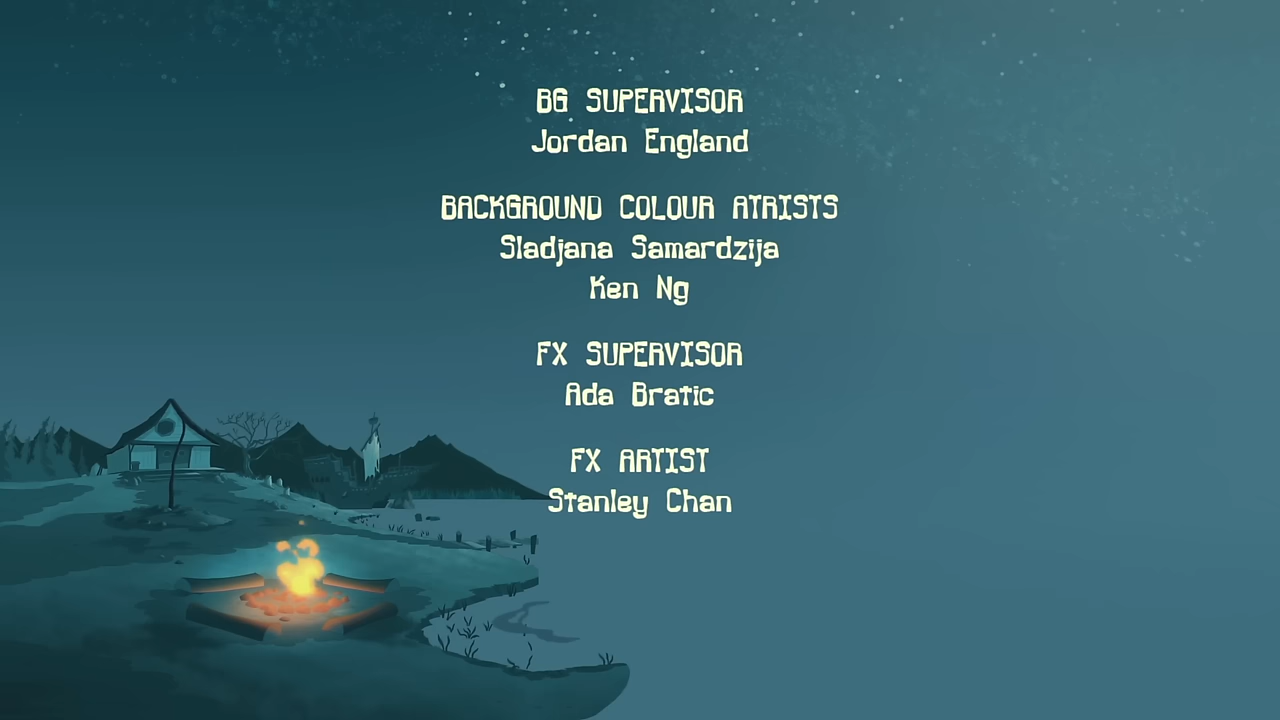 BG SUPERVISOR
Jordan England
BACKGROUND COLOUR ATRISTS
Sladjana Samardzija
Ken Ng
FX SUPERVISOR
Ada Bratic
FX ARTIST
Stanley Chan